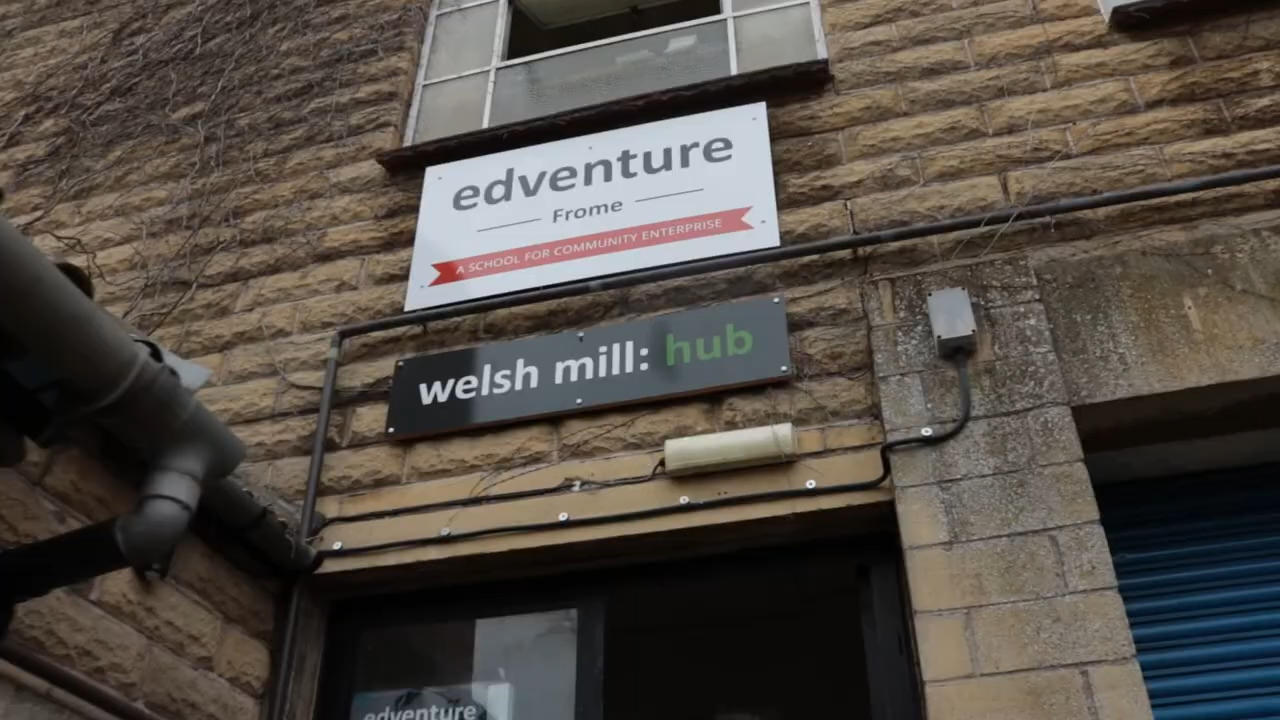 edventure
Frome
A SCHOOL FOR COMMUNITY ENTERPRISE
welsh mill: hub
edventure